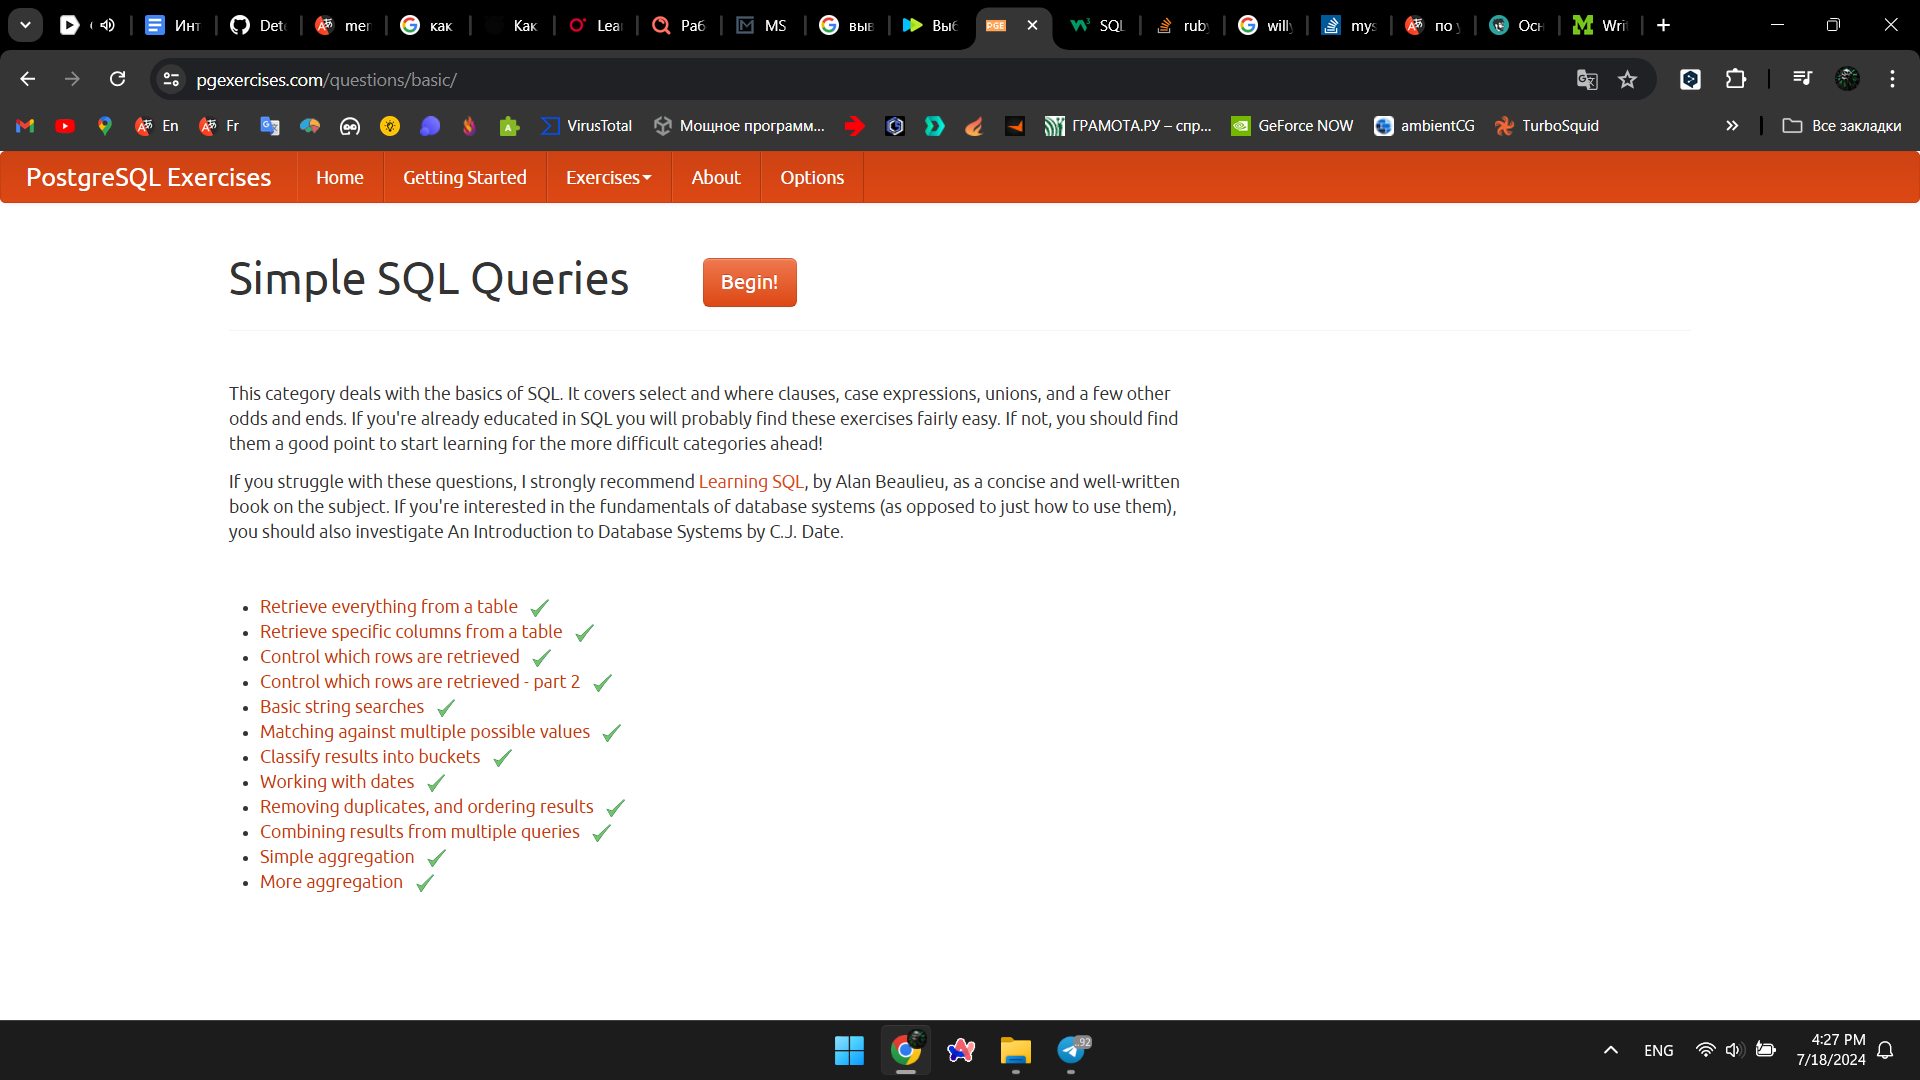 Инт
Dete
mer
как
Как
Lea
Раб
MS
выв
Выб
PGE
SQL
ruby
will
mys
по у
Осн
Writ
pgexercises.com/questions/basic/
En
Fr
VirusTotal
Мощное программ...
ГРАМОТА.РУ – спр...
GeForce NOW
ambientCG
TurboSquid
Все закладки
PostgreSQL Exercises
Home
Getting Started
Exercises
About
Options
Simple SQL Queries
Begin!
This category deals with the basics of SQL. It covers select and where clauses, case expressions, unions, and a few other
odds and ends. If you're already educated in SQL you will probably find these exercises fairly easy. If not, you should find
them a good point to start learning for the more difficult categories ahead!
If you struggle with these questions, I strongly recommend Learning SQL, by Alan Beaulieu, as a concise and well-written
book on the subject. If you're interested in the fundamentals of database systems (as opposed to just how to use them),
you should also investigate An Introduction to Database Systems by C.J. Date.
Retrieve everything from a table
Retrieve specific columns from a table
Control which rows are retrieved
Control which rows are retrieved - part 2
Basic string searches
Matching against multiple possible values
Classify results into buckets
Working with dates
Removing duplicates, and ordering results
Combining results from multiple queries
Simple aggregation
More aggregation
92
ENG
4:27 PM
7/18/2024